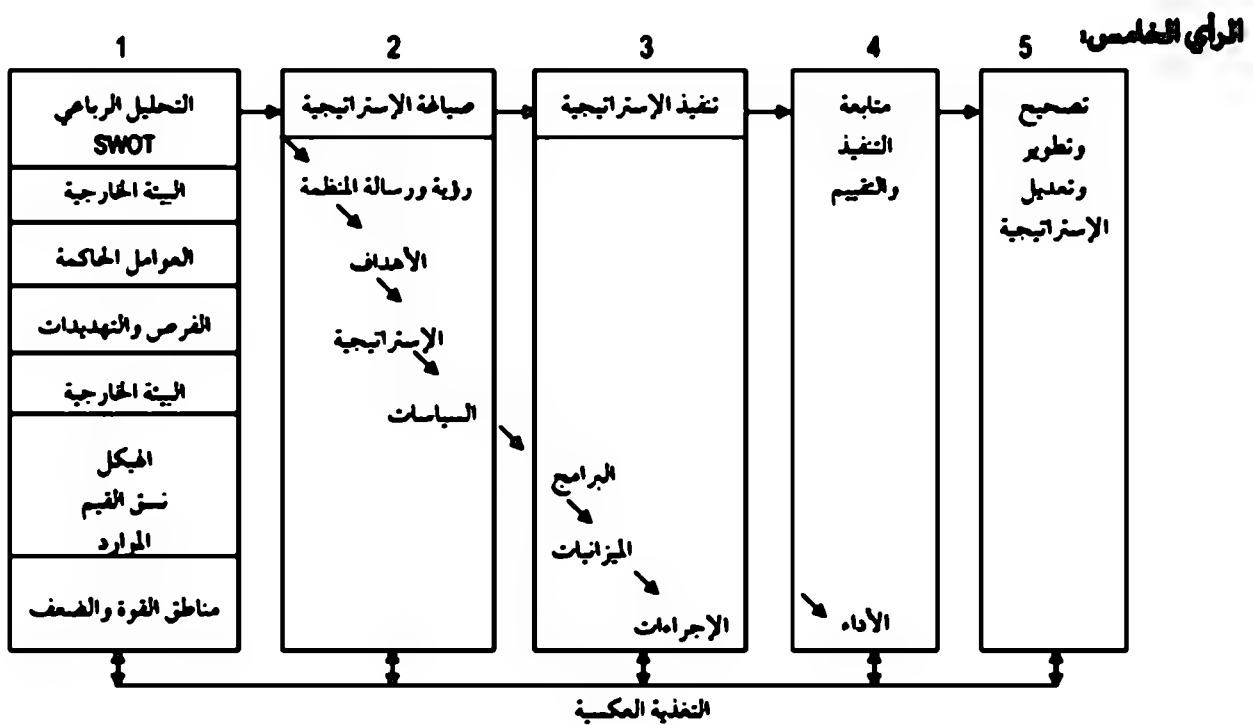 الرأي الخامس:
1
2
3
4
5
التحليل الرباعي
SWOT
البيئة الخارجية
العوامل الحاكمة
الفرص والتهديدات
البيئة الخارجية
الهيكل
نسق القيم
الموارد
مناطق القوة والضعف
صياغة الإستراتيجية
رؤية ورسالة المنظمة
الأهداف
الإستراتيجية
السياسات
تنفيذ الإستراتيجية
البرامج
الميزانيات
الإجراءات
متابعة
التنفيذ
والتقييم
الأداء
تصحيح
وتطوير
وتعديل
الإستراتيجية
التغذية العكسية